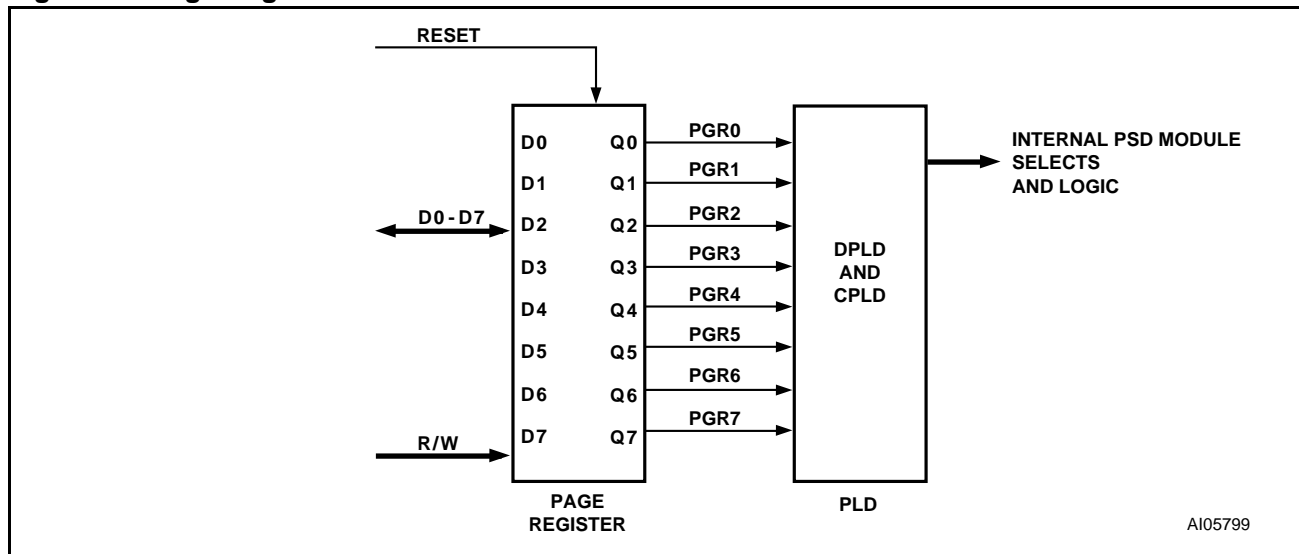 RESET
D0 Q0 PGR0
D1 Q1 PGR1
D0-D7 D2 Q2 PGR2
D3 Q3 PGR3
D4 Q4 PGR4
D5 Q5 PGR5
D6 Q6 PGR6
R/W D7 Q7 PGR7
DPLD
AND
CPLD
INTERNAL PSD MODULE
SELECTS
AND LOGIC
PAGE
REGISTER
PLD
AI05799